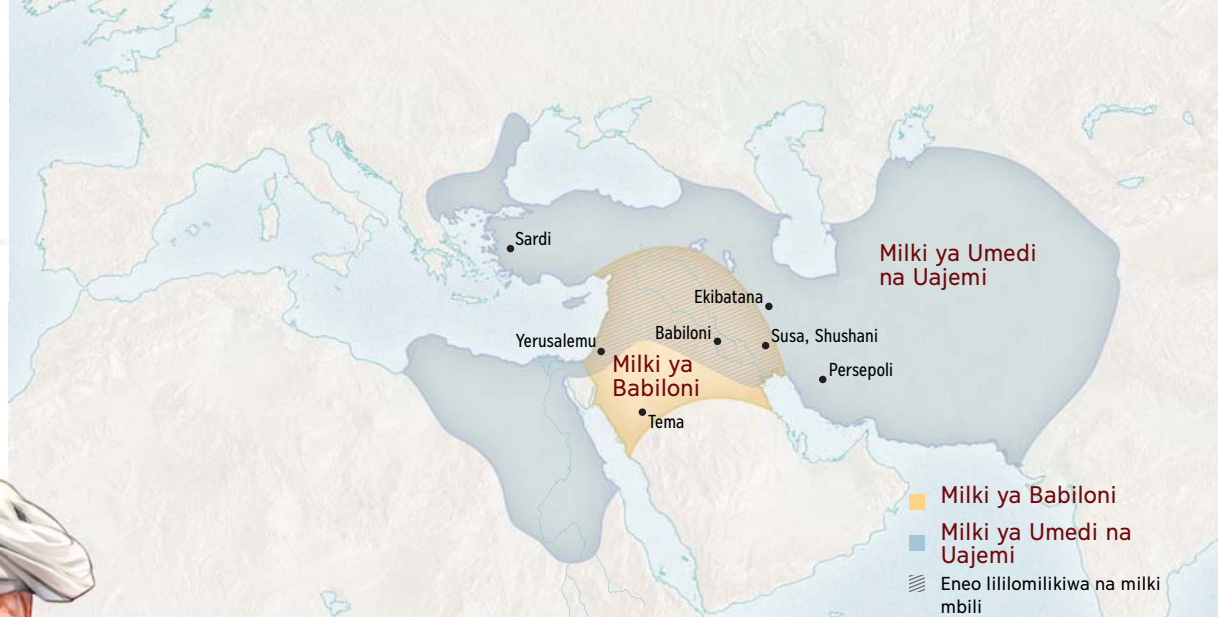 Sardi
Milki ya Umedi
na Uajemi
Ekibatana
Babiloni
Susa, Shushani
Yerusalemu
Milki ya
Babiloni
Persepoli
Tema
Milki ya Babiloni
Milki ya Umedi na
Uajemi
Eneo lililomilikiwa na milki
mbili